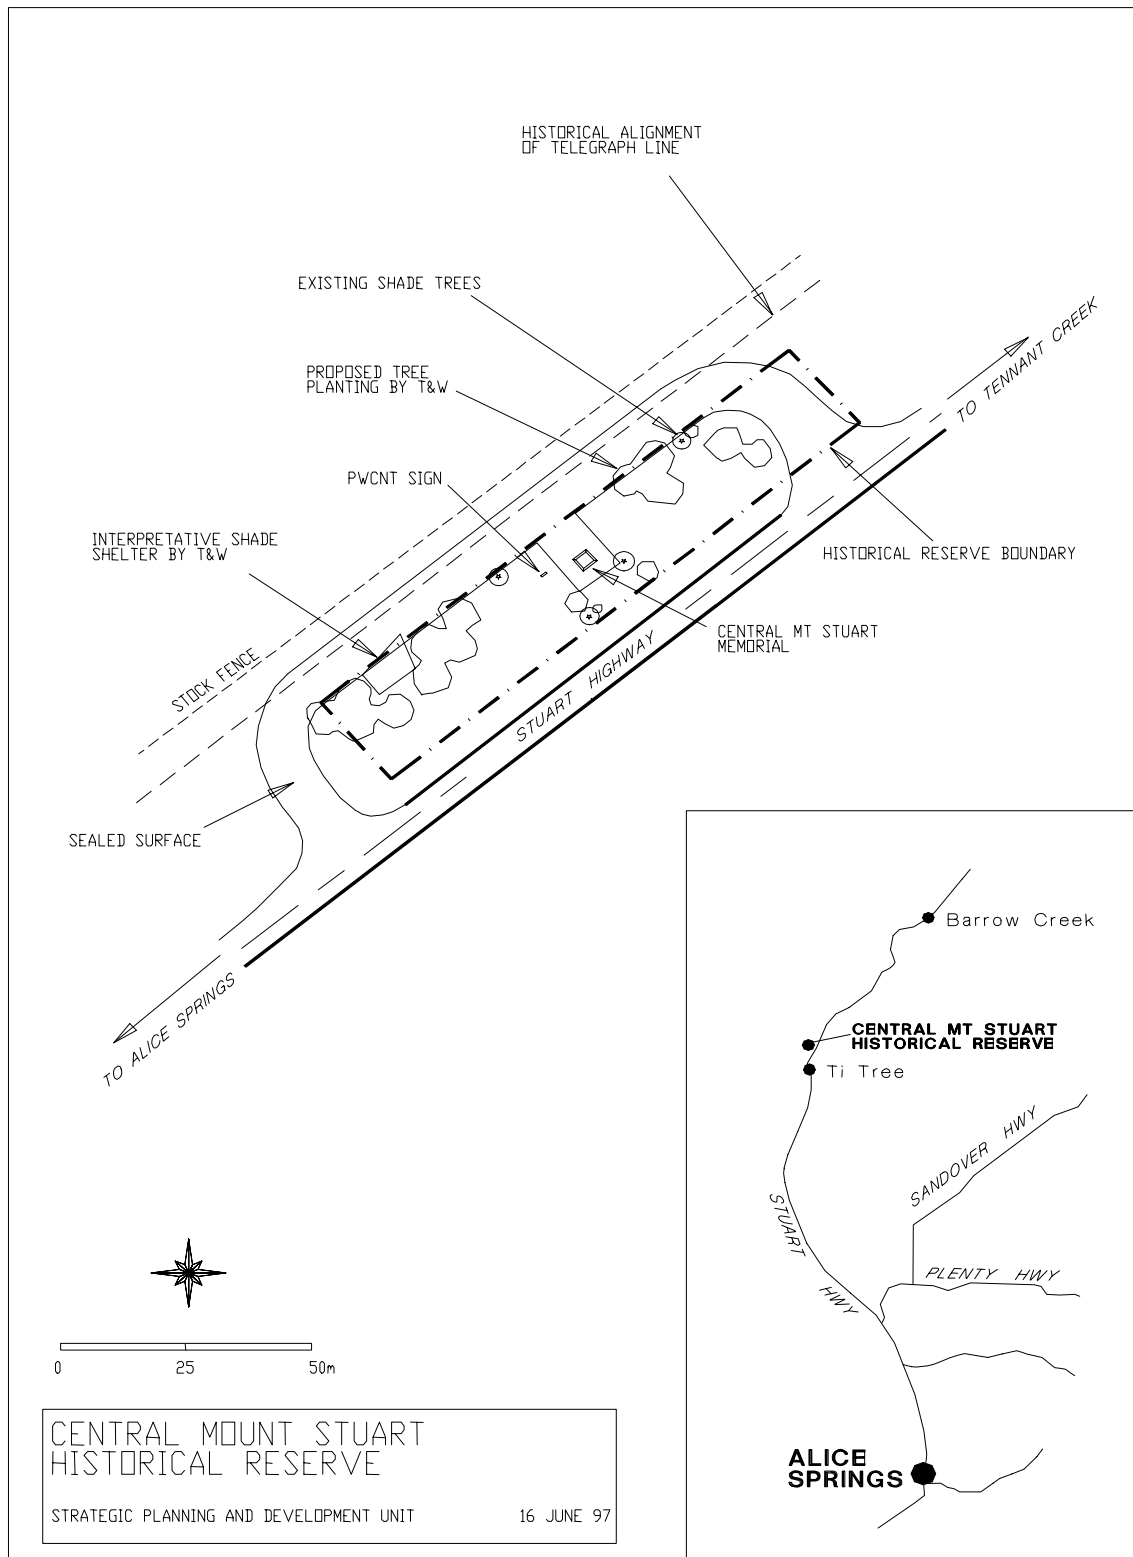 HISTORICAL ALIGNMENT
OF TELEGRAPH LINE
EXISTING SHADE TREES
PROPOSED TREE
PLANTING BY T&W
TO TENNANT CREEK
PWCNT SIGN
INTERPRETATIVE SHADE
SHELTER BY T&W
HISTORICAL RESERVE BOUNDARY
CENTRAL MT STUART
MEMORIAL
STOCK FENCE
STUART HIGHWAY
SEALED SURFACE
TO ALICE SPRINGS
Barrow Creek
CENTRAL MT STUART
HISTORICAL RESERVE
Ti Tree
SANDOVER HWY
STUART HWY
PLENTY HWY
ALICE
SPRINGS
0 25 50m
CENTRAL MOUNT STUART
HISTORICAL RESERVE
STRATEGIC PLANNING AND DEVELOPMENT UNIT 16 JUNE 97